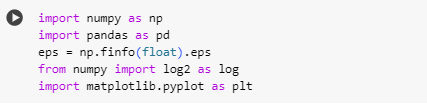 import numpy as np
import pandas as pd
eps = np.finfo(float).eps
from numpy import log2 as log
import matplotlib.pyplot as plt